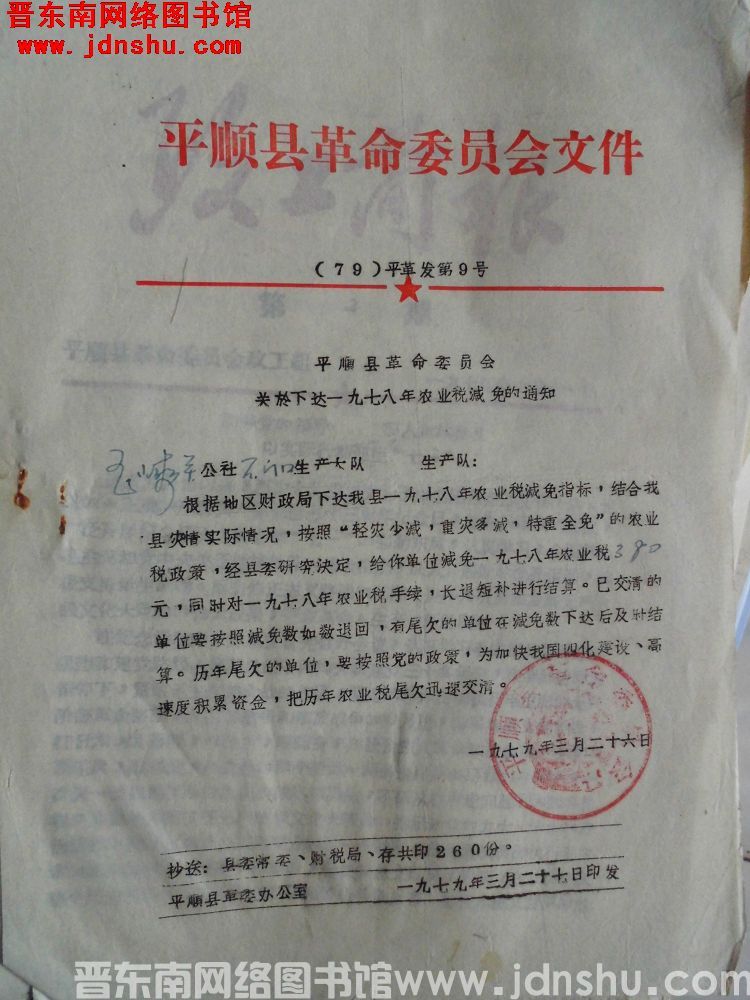 晋东南网络图书馆
www.jdnshu.com
平顺县革命委员会文件
(79)平革发第9号
平顺县革命委员会
关於下达一九七八年农业税减免的通知
公社 生产大队 生产队:
根据地区财政局下达我县一九七八年农业税减免指标,结合我
县灾情实际情况,按照“轻灾少减,重灾多减,特重全免”的农业
税政策,经县委研究决定,给你单位减免一九七八年农业税380
元,同时对一九七八年农业税手续,长退短补进行结算。已交清的
单位要按照减免数如数退回,有尾欠的单位在减免数下达后及时结
算。历年尾欠的单位,要按照党的政策,为加快我国四化建设、高
速度积累资金,把历年农业税尾欠迅速交清。
一九七九年三月二十六日
抄送:县委常委、财税局、存共印260份。
平顺县革委办公室 一九七九年三月二十七日印发
晋东南网络图书馆www.jdnshu.com